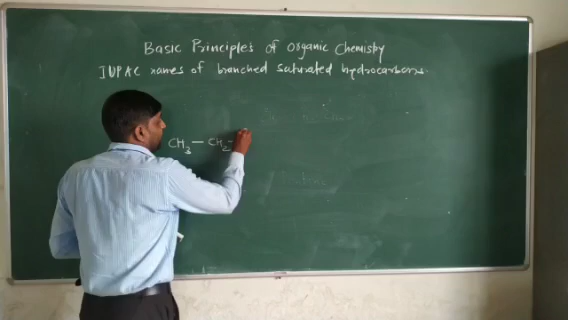 Basic Principles of Organic Chemistry
IUPAC names of branched saturated hydrocarbons.
CH3 — CH2 -